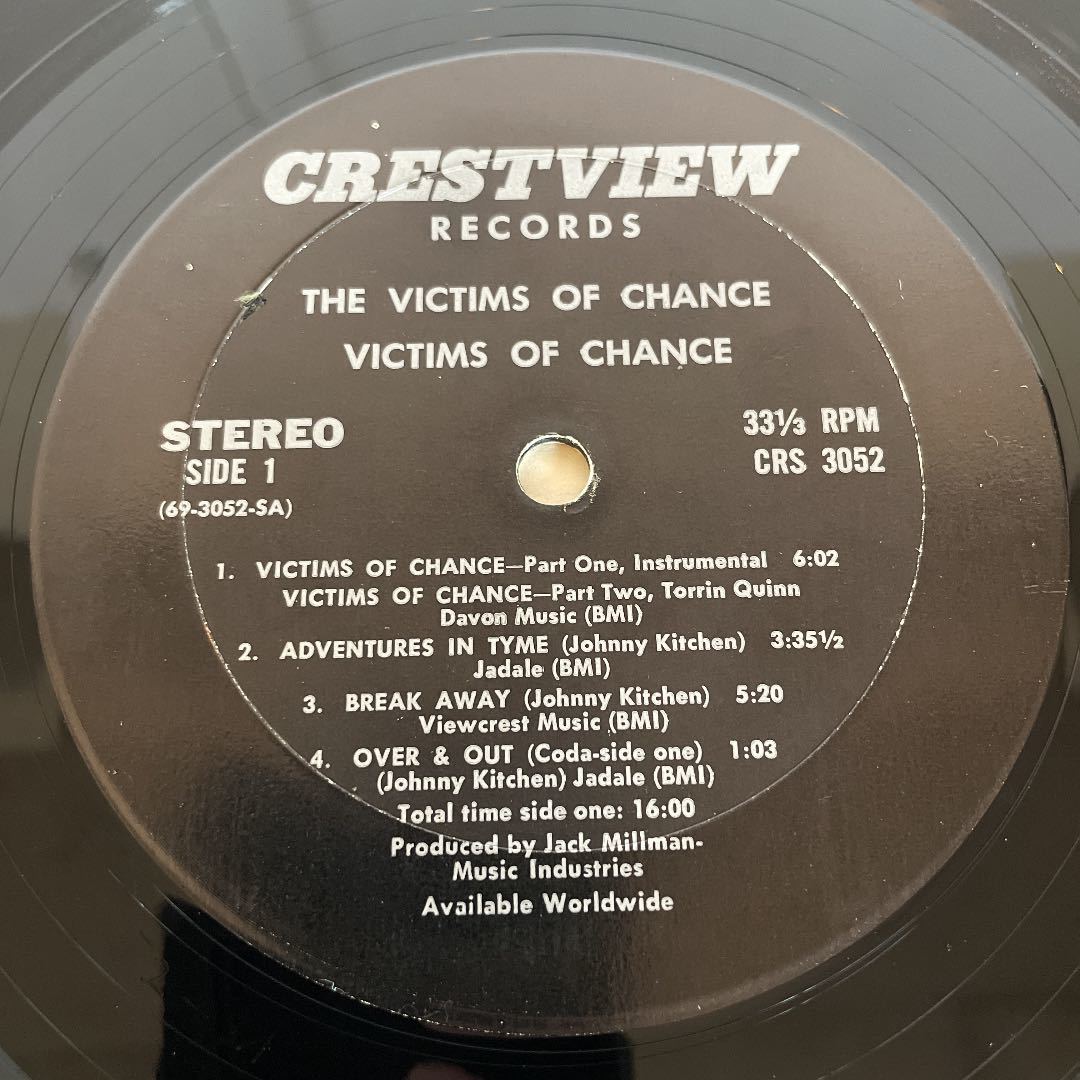 CRESTVIEW
RECORDS
THE VICTIMS OF CHANCE
VICTIMS OF CHANCE
STEREO
SIDE 1
(69-3052-SA)
33⅓ RPM
CRS 3052
1. VICTIMS OF CHANCE—Part One, Instrumental 6:02
VICTIMS OF CHANCE—Part Two, Torrin Quinn
Davon Music (BMI)
2. ADVENTURES IN TYME (Johnny Kitchen) 3:35½
Jadale (BMI)
3. BREAK AWAY (Johnny Kitchen) 5:20
Viewcrest Music (BMI)
4. OVER & OUT (Coda-side one) 1:03
(Johnny Kitchen) Jadale (BMI)
Total time side one: 16:00
Produced by Jack Millman-
Music Industries
Available Worldwide